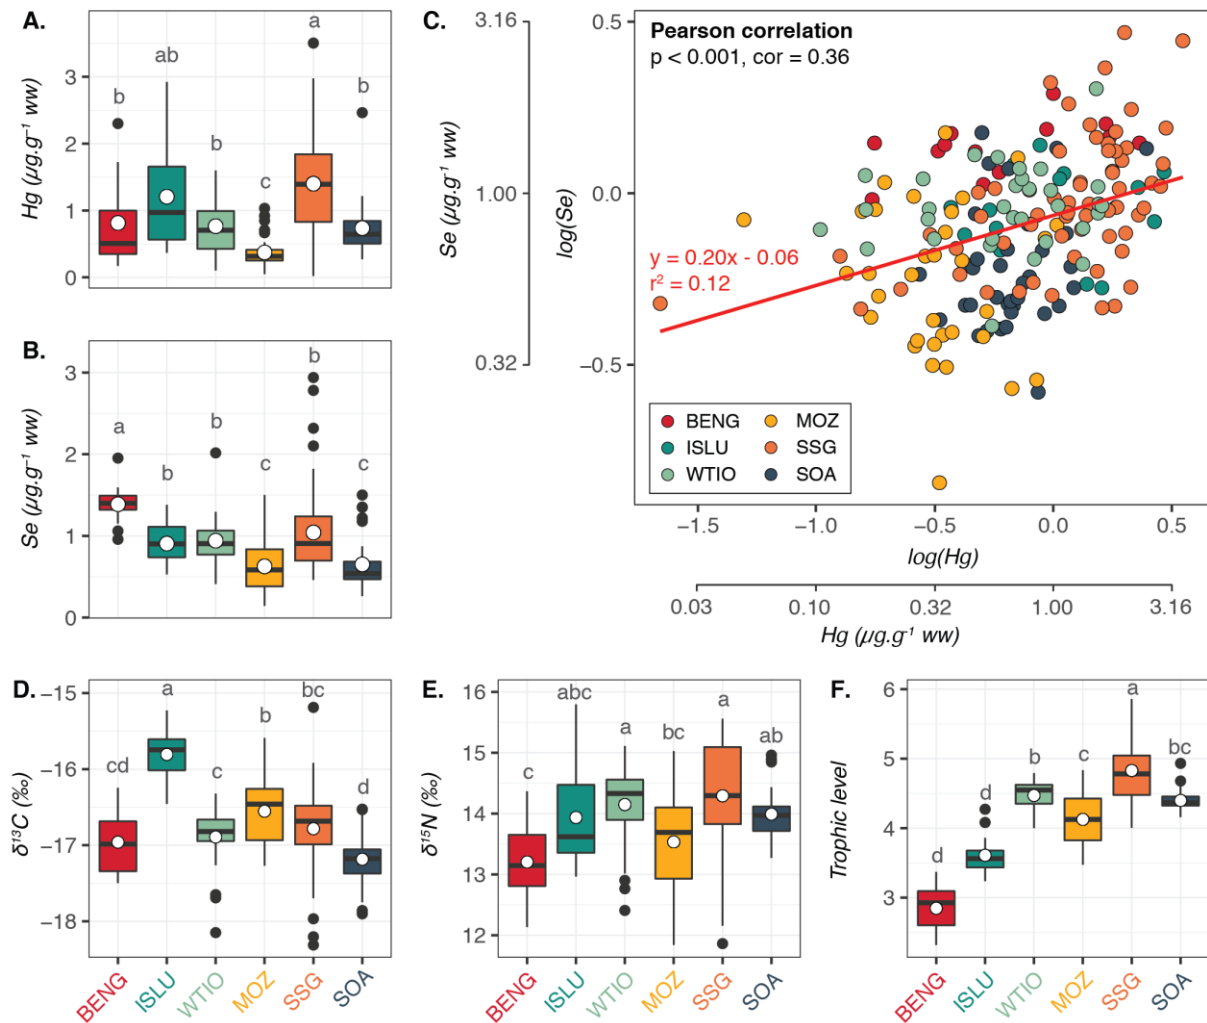 A.
Hg (µg.g⁻¹ ww)
3
2
1
0
b
ab
b
c
a
b
B.
Se (µg.g⁻¹ ww)
3
2
1
0
a
b
b
c
b
c
C.
Se (µg.g⁻¹ ww)
3.16
1.00
0.32
log(Se)
0.5
0.0
−0.5
Pearson correlation
p < 0.001, cor = 0.36
y = 0.20x - 0.06
r² = 0.12
BENG MOZ
ISLU SSG
WTIO SOA
−1.5 −1.0 −0.5 0.0 0.5
log(Hg)
0.03 0.10 0.32 1.00 3.16
Hg (µg.g⁻¹ ww)
D.
δ¹³C (‰)
−15
−16
−17
−18
cd
a
c
b
bc
d
BENG ISLU WTIO MOZ SSG SOA
E.
δ¹⁵N (‰)
16
15
14
13
12
c
abc
a
bc
a
ab
BENG ISLU WTIO MOZ SSG SOA
F.
Trophic level
6
5
4
3
d
d
b
c
a
bc
BENG ISLU WTIO MOZ SSG SOA